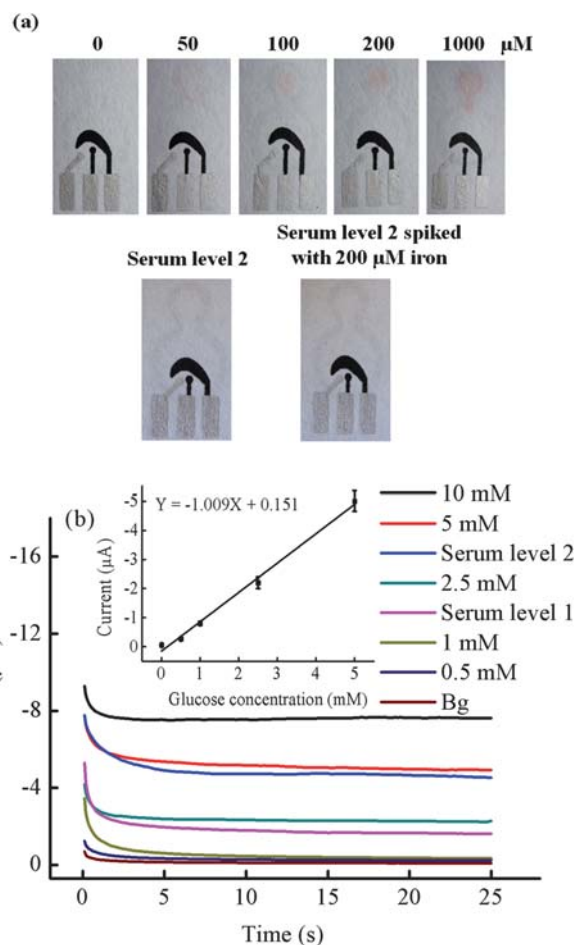 (a)
0 50 100 200 1000 µM
Serum level 2
Serum level 2 spiked
with 200 µM iron
(b)
Y = -1.009X + 0.151
-5
-4
-3
-2
-1
0
Current (µA)
0 1 2 3 4 5
Glucose concentration (mM)
10 mM
5 mM
Serum level 2
2.5 mM
Serum level 1
1 mM
0.5 mM
Bg
-16
-12
-8
-4
0
0 5 10 15 20 25
Time (s)